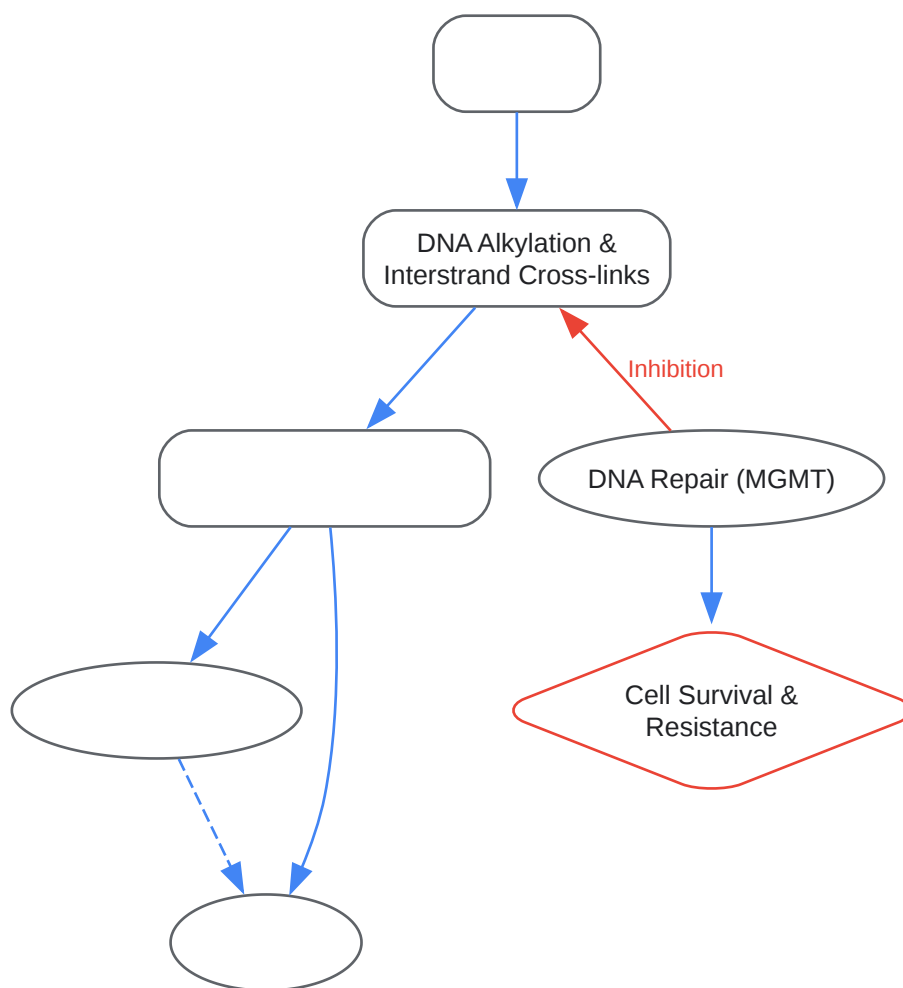 DNA Alkylation &
Interstrand Cross-links
Inhibition
DNA Repair (MGMT)
Cell Survival &
Resistance